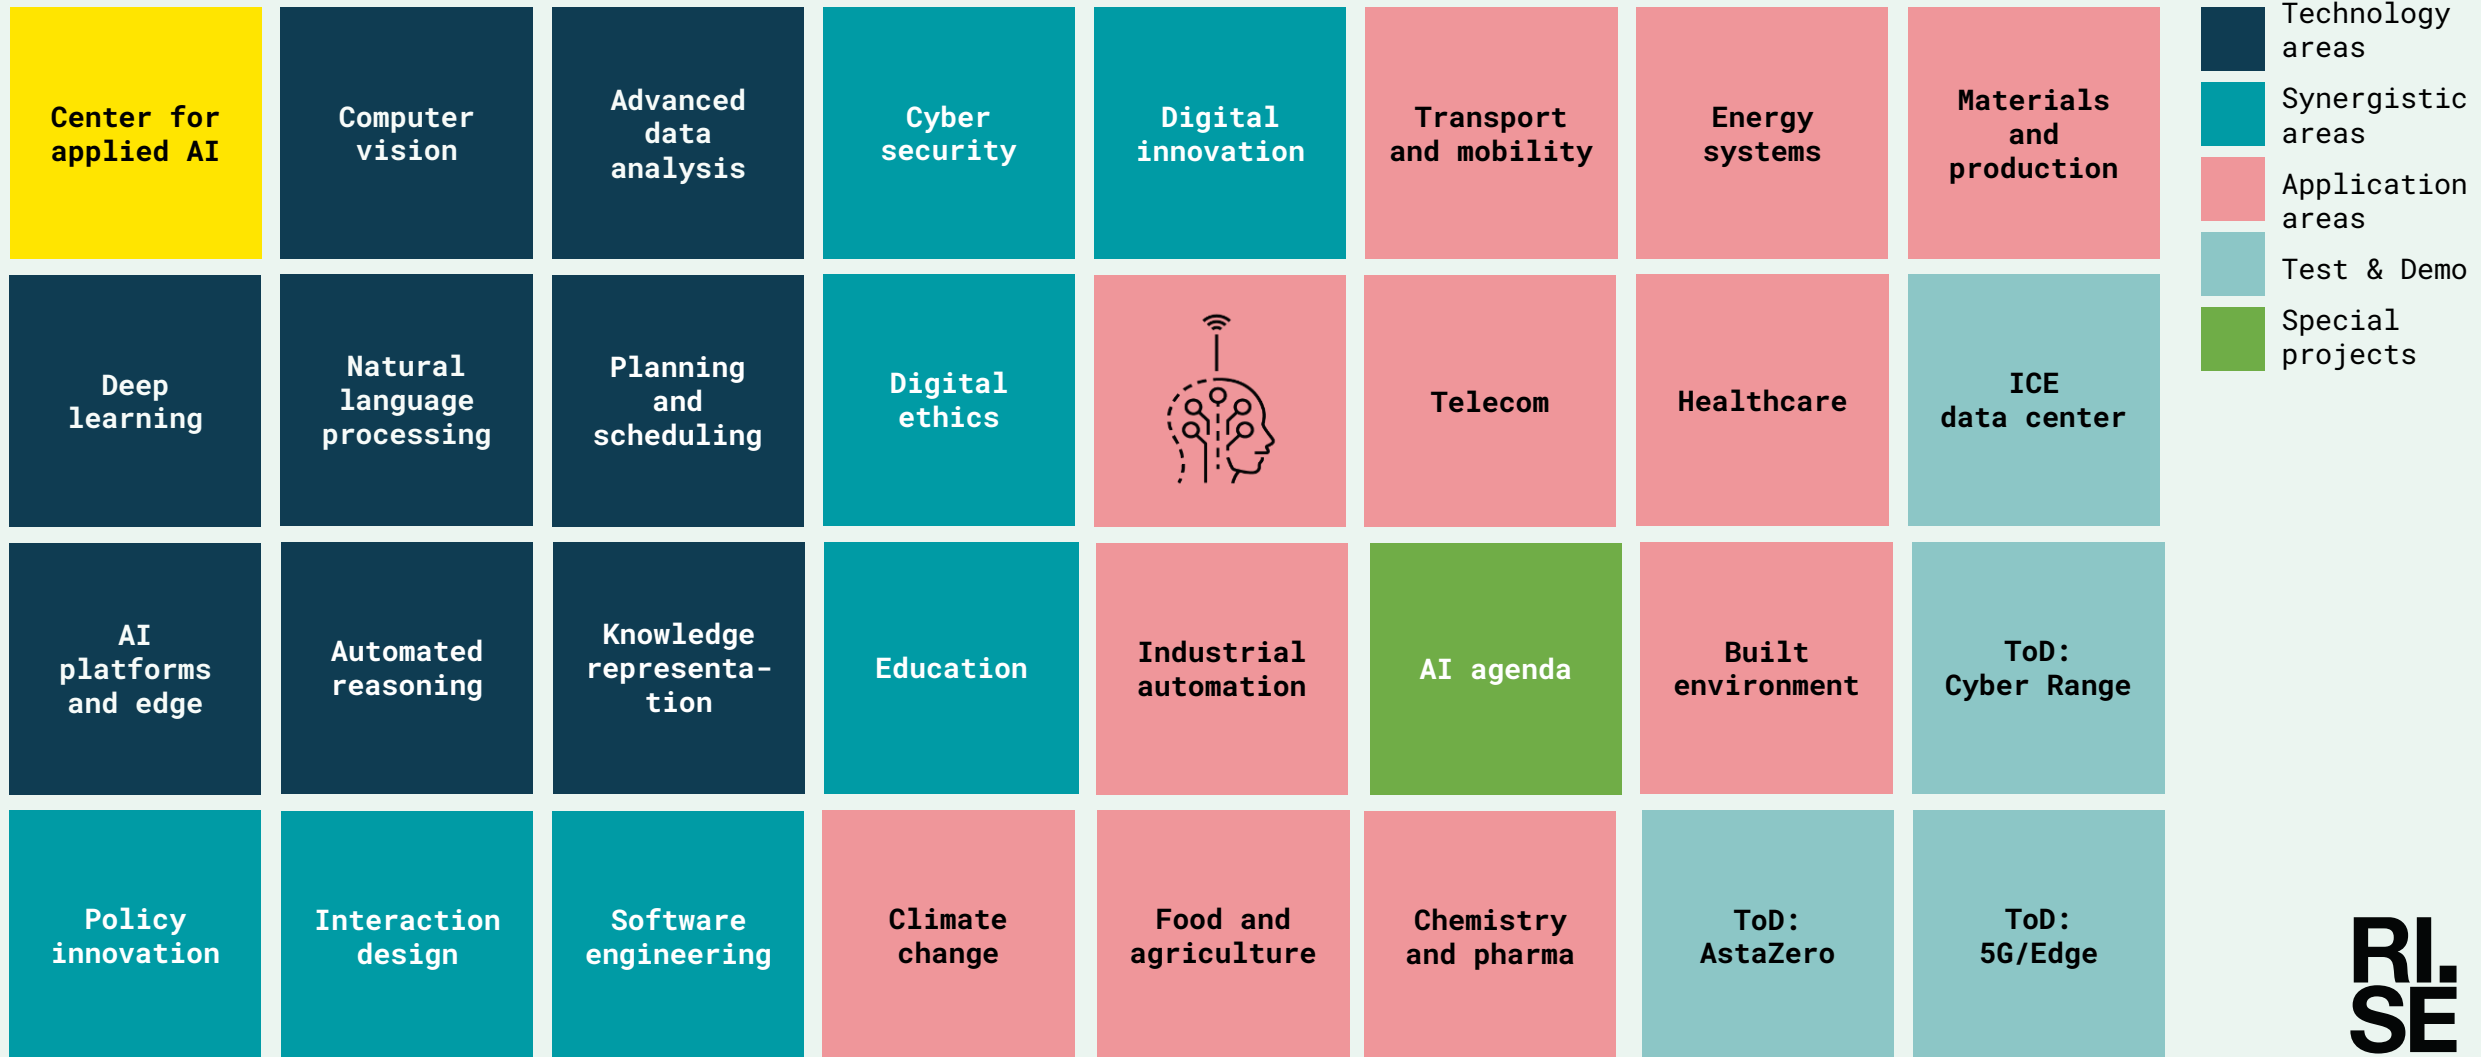 Center for
applied AI
Computer
vision
Advanced
data
analysis
Cyber
security
Digital
innovation
Transport
and mobility
Energy
systems
Materials
and
production
Deep
learning
Natural
language
processing
Planning
and
scheduling
Digital
ethics
Telecom
Healthcare
ICE
data center
AI
platforms
and edge
Automated
reasoning
Knowledge
representa-
tion
Education
Industrial
automation
AI agenda
Built
environment
ToD:
Cyber Range
Policy
innovation
Interaction
design
Software
engineering
Climate
change
Food and
agriculture
Chemistry
and pharma
ToD:
AstaZero
ToD:
5G/Edge
Technology
areas
Synergistic
areas
Application
areas
Test & Demo
Special
projects
RI.
SE